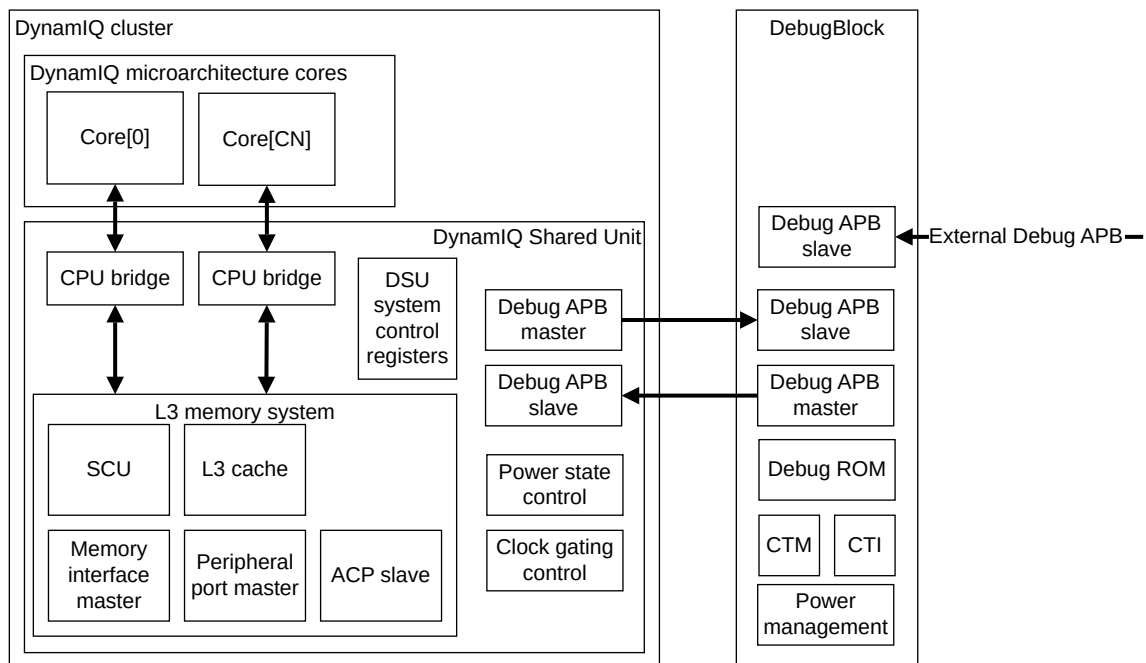 DynamIQ cluster
DebugBlock
DynamIQ microarchitecture cores
Core[0]
Core[CN]
DynamIQ Shared Unit
CPU bridge
CPU bridge
DSU
system
control
registers
Debug APB
master
Debug APB
slave
L3 memory system
SCU
L3 cache
Memory
interface
master
Peripheral
port master
ACP slave
Power state
control
Clock gating
control
Debug APB
slave
External Debug APB
Debug APB
slave
Debug APB
master
Debug ROM
CTM
CTI
Power
management